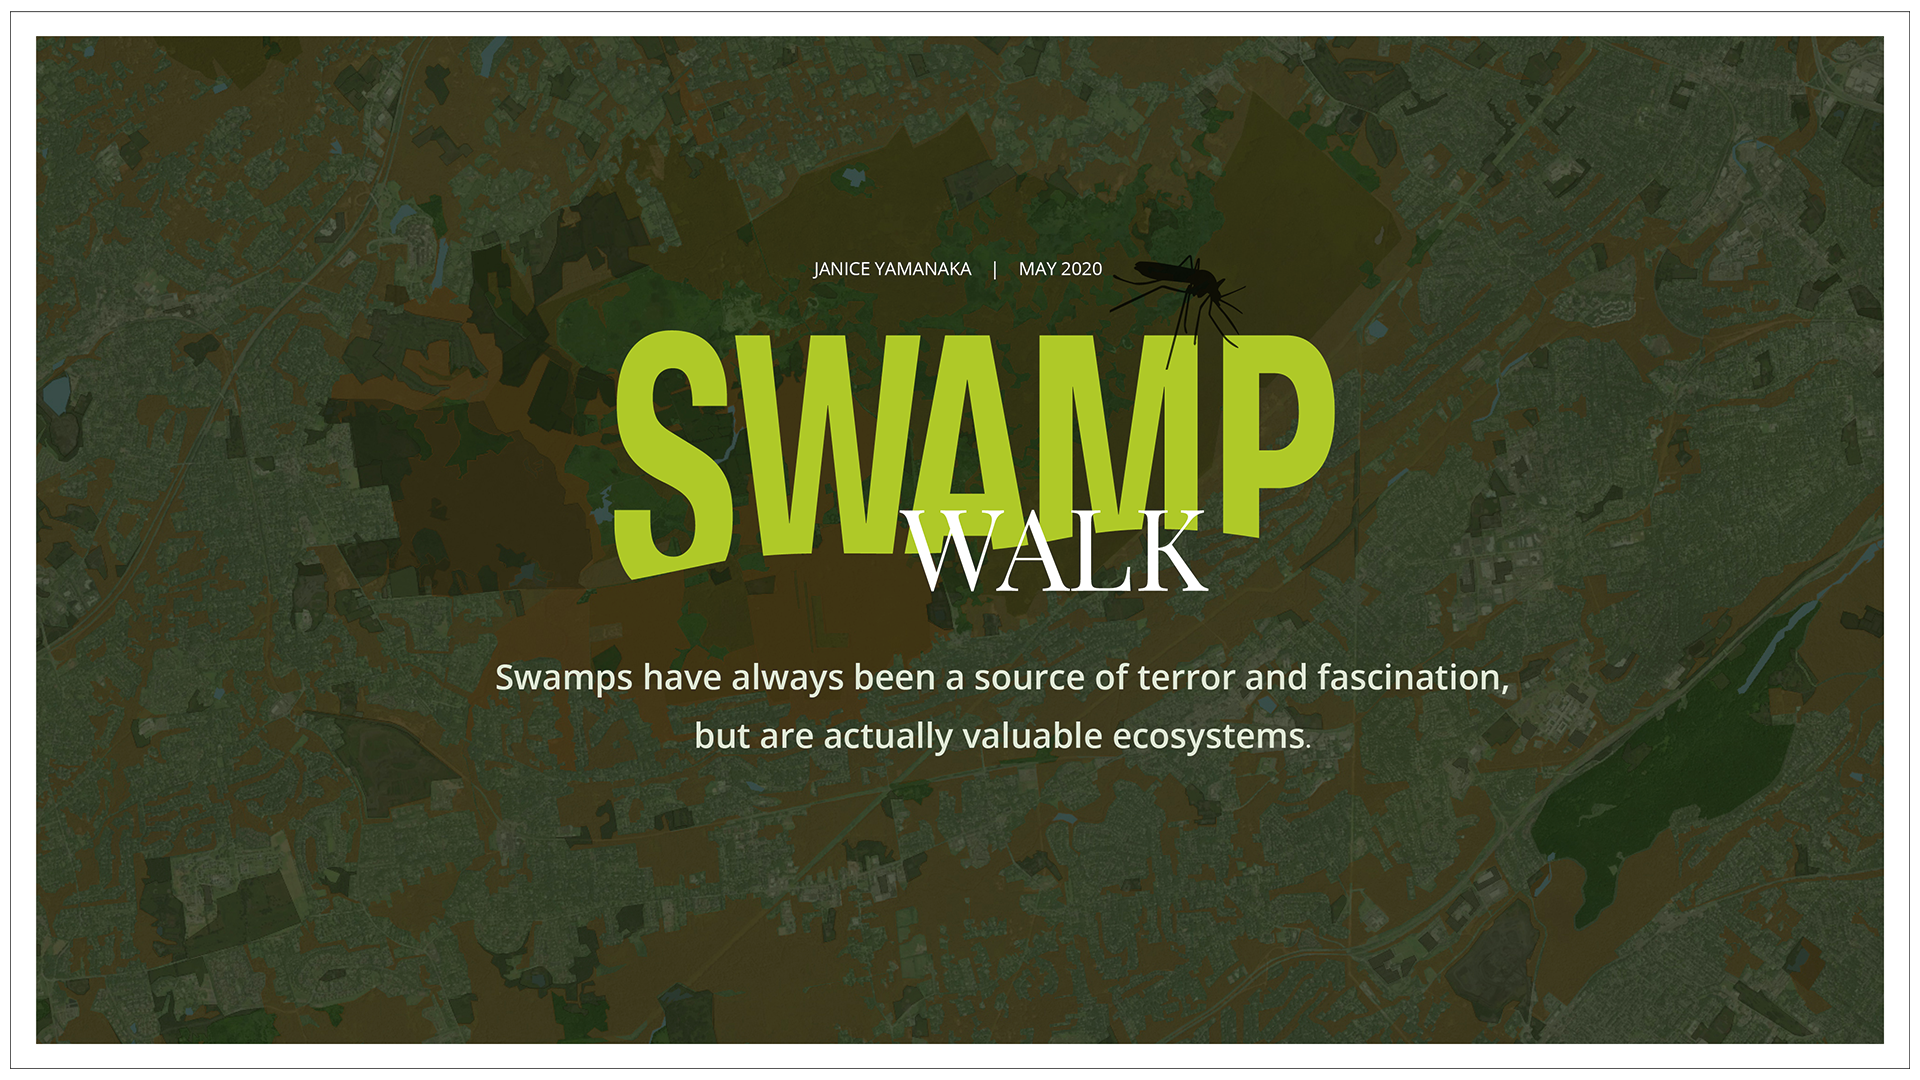 JANICE YAMANAKA | MAY 2020
SWAMP
WALK
Swamps have always been a source of terror and fascination,
but are actually valuable ecosystems.